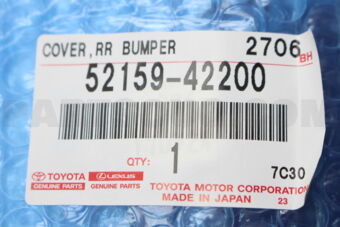 COVER, RR BUMPER 2706
BH
52159-42200
QTY: 1 7C30
TOYOTA LEXUS
GENUINE PARTS GENUINE PARTS
TOYOTA MOTOR CORPORATION
MADE IN JAPAN 23